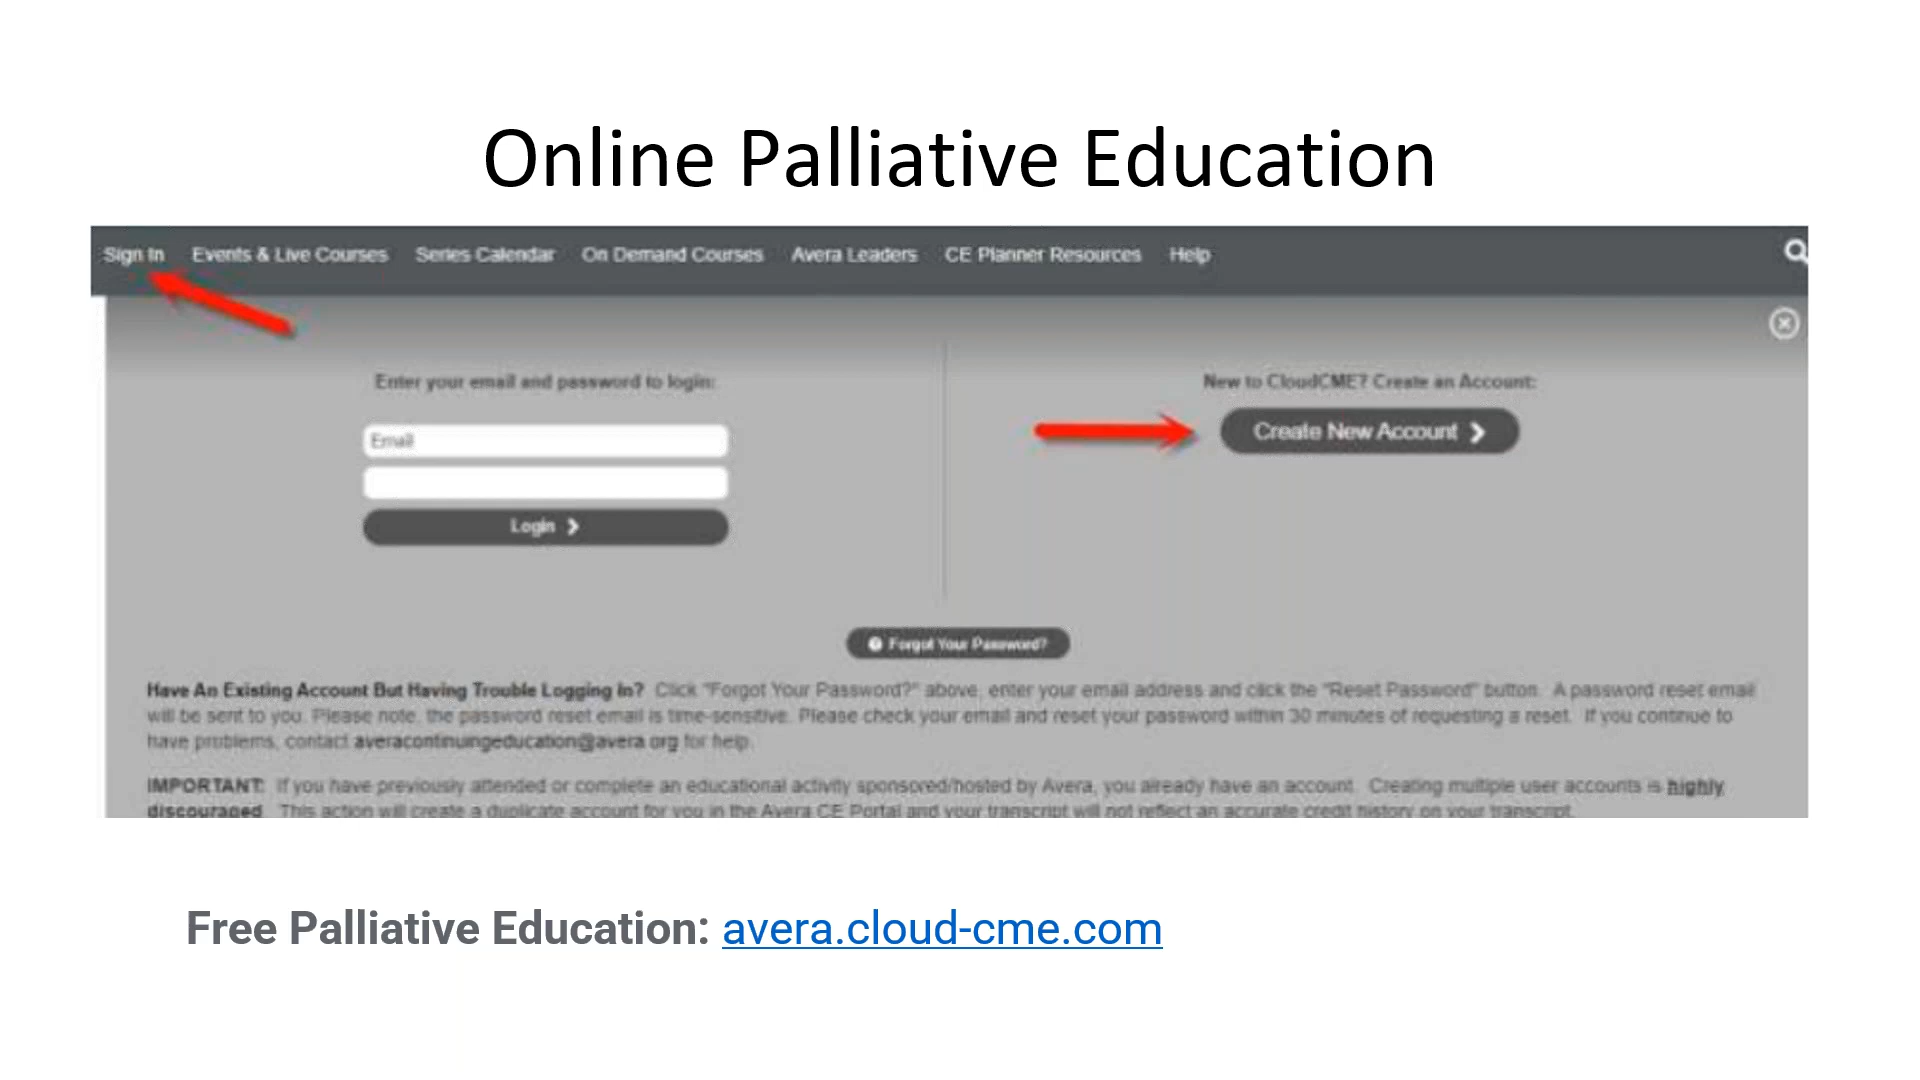 Online Palliative Education
Sign In Events & Live Courses Series Calendar On Demand Courses Avera Leaders CE Planner Resources Help
Enter your email and password to login:
New to CloudCME? Create an Account:
Email
Create New Account
Login
Forgot Your Password?
Have An Existing Account But Having Trouble Logging In? Click "Forgot Your Password?" above, enter your email address and click the "Reset Password" button. A password reset email
will be sent to you. Please note, the password reset email is time-sensitive. Please check your email and reset your password within 30 minutes of requesting a reset. If you continue to
have problems, contact averacontinuingeducation@avera.org for help.
IMPORTANT: If you have previously attended or complete an educational activity sponsored/hosted by Avera, you already have an account. Creating multiple user accounts is highly
discouraged. This action will create a duplicate account for you in the Avera CE Portal and your transcript will not reflect an accurate credit history on your transcript.
Free Palliative Education: avera.cloud-cme.com